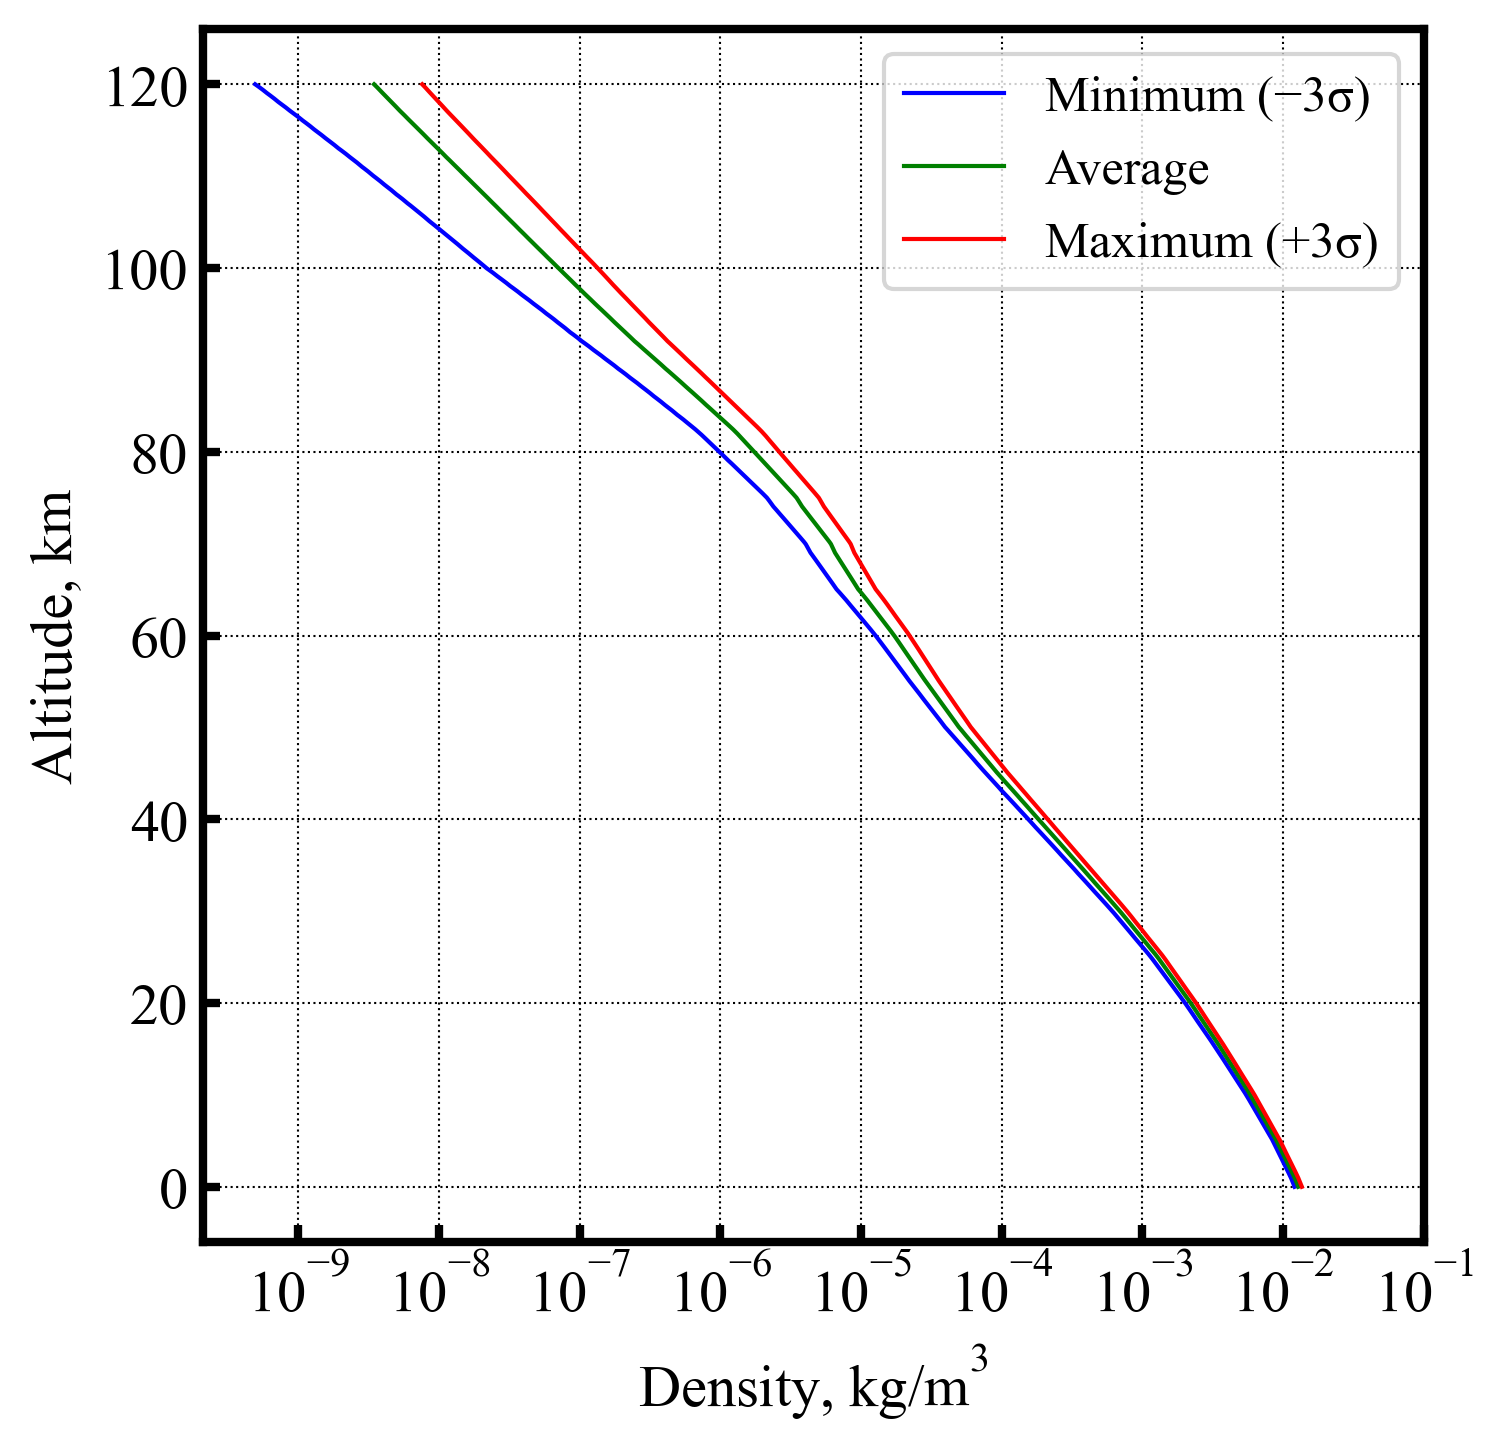 120
100
80
60
40
20
0
Altitude, km
Minimum (−3σ)
Average
Maximum (+3σ)
10⁻⁹ 10⁻⁸ 10⁻⁷ 10⁻⁶ 10⁻⁵ 10⁻⁴ 10⁻³ 10⁻² 10⁻¹
Density, kg/m³